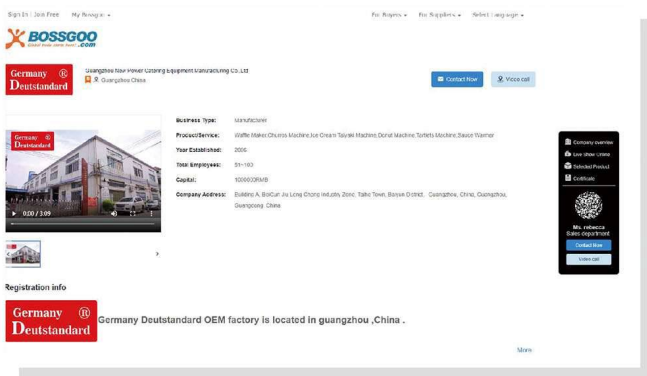 Sign In | Join Free My Bossgoo
For Buyers For Suppliers Select Language
BOSSGOO
.com
Germany ®
Deutstandard
Guangzhou New Power Catering Equipment Manufacturing Co.,Ltd
Guangzhou China
Contact Now
Video call
Germany ®
Deutstandard
0:00 / 3:09
Business Type: Manufacturer
Product/Service: Waffle Maker,Churros Machine,Ice Cream Taiyaki Machine,Donut Machine,Tartlets Machine,Sauce Warmer
Year Established: 2006
Total Employees: 51~100
Capital: 1000000RMB
Company Address: Building A, BoiCun Jiu Long Chong Industry Zone, Taihe Town, Baiyun District, Guangzhou, China, Guangzhou,
Guangdong, China
Company overview
Live Show Online
Selected Product
Certificate
Ms. rebecca
Sales department
Contact Now
Video call
Registration info
Germany ®
Deutstandard
Germany Deutstandard OEM factory is located in guangzhou ,China .
More